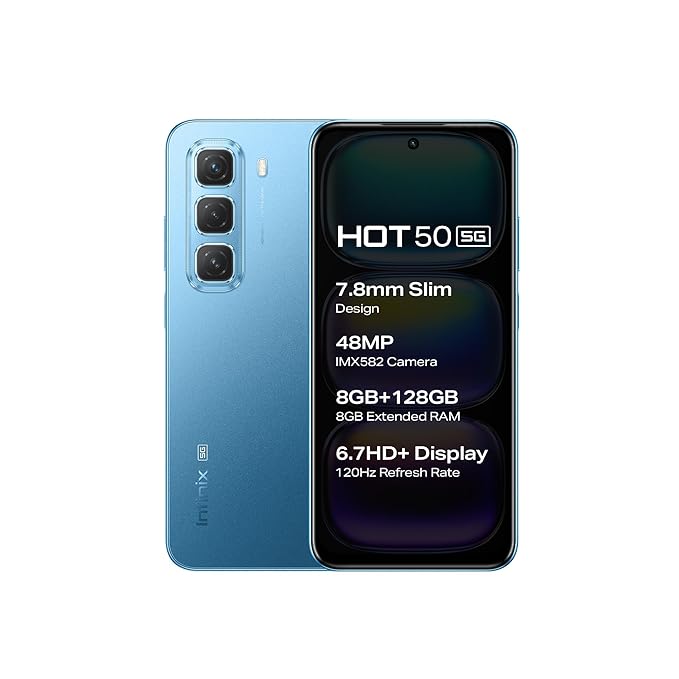 HOT 50 5G
7.8mm Slim
Design
48MP
IMX582 Camera
8GB+128GB
8GB Extended RAM
6.7HD+ Display
120Hz Refresh Rate
Infinix 5G